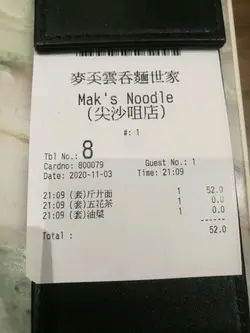 麥奀雲吞麵世家
Mak's Noodle
(尖沙咀店)
#: 1
Tbl No.: 8
Cardno: 800079 Guest No.: 1
Date: 2020-11-03 Time: 21:09
21:09 (套)斤廾面 1 52.0
21:09 (套)五花茶 1 0.0
21:09 (套)油菜 1 0.0
Total : 52.0